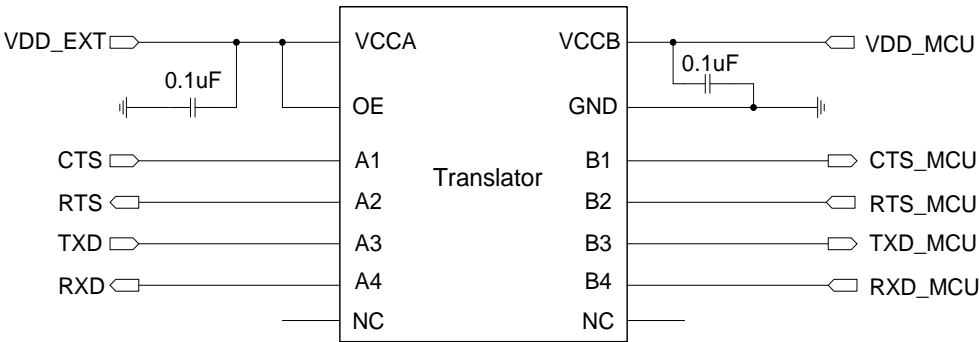 VDD_EXT VCCA VCCB VDD_MCU
0.1uF 0.1uF
OE GND
CTS A1 B1 CTS_MCU
Translator
RTS A2 B2 RTS_MCU
TXD A3 B3 TXD_MCU
RXD A4 B4 RXD_MCU
NC NC